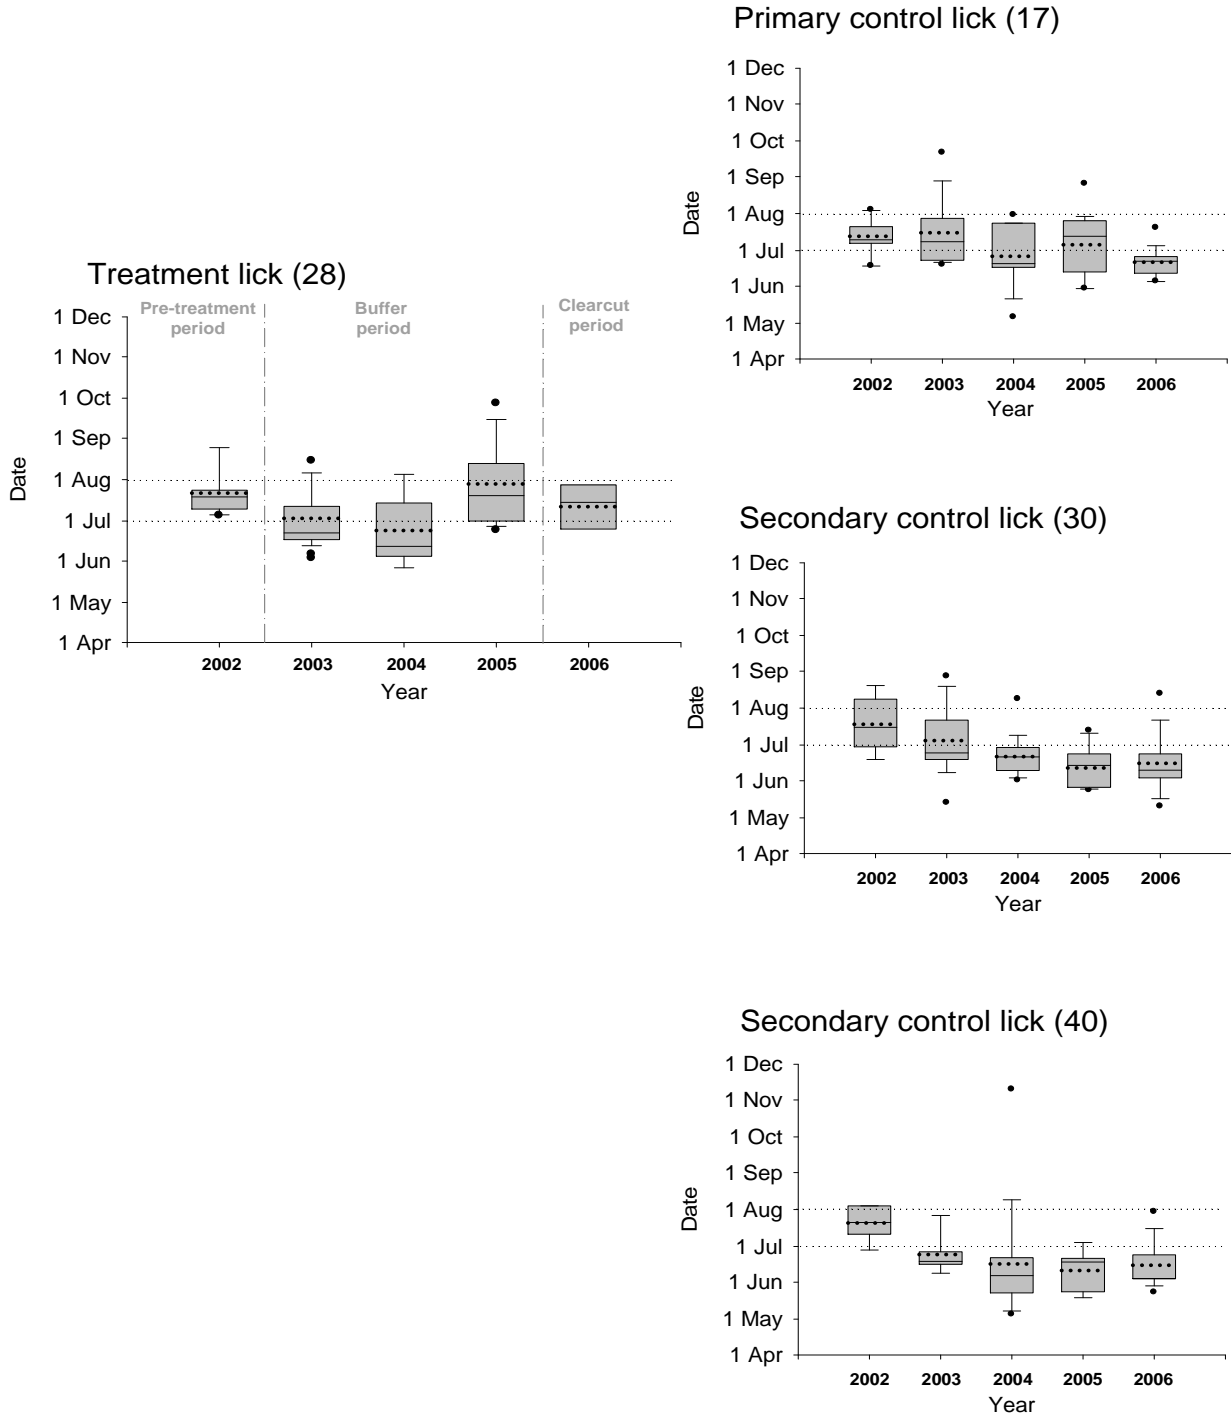 Primary control lick (17)
1 Dec
1 Nov
1 Oct
1 Sep
1 Aug
1 Jul
1 Jun
1 May
1 Apr
Date
2002 2003 2004 2005 2006
Year
Treatment lick (28)
Pre-treatment
period
Buffer
period
Clearcut
period
1 Dec
1 Nov
1 Oct
1 Sep
1 Aug
1 Jul
1 Jun
1 May
1 Apr
Date
2002 2003 2004 2005 2006
Year
Secondary control lick (30)
1 Dec
1 Nov
1 Oct
1 Sep
1 Aug
1 Jul
1 Jun
1 May
1 Apr
Date
2002 2003 2004 2005 2006
Year
Secondary control lick (40)
1 Dec
1 Nov
1 Oct
1 Sep
1 Aug
1 Jul
1 Jun
1 May
1 Apr
Date
2002 2003 2004 2005 2006
Year